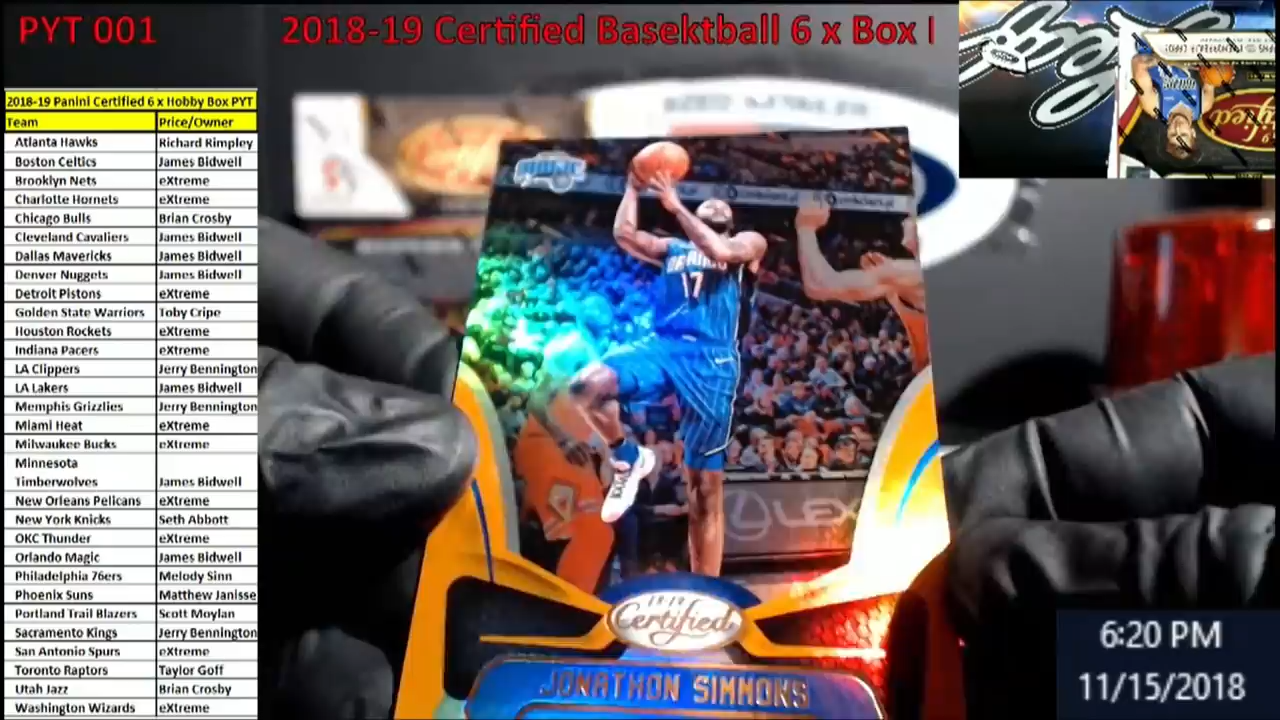 PYT 001
2018-19 Certified Basektball 6 x Box
2018-19 Panini Certified 6 x Hobby Box PYT
Team Price/Owner
Atlanta Hawks Richard Rimpley
Boston Celtics James Bidwell
Brooklyn Nets eXtreme
Charlotte Hornets eXtreme
Chicago Bulls Brian Crosby
Cleveland Cavaliers James Bidwell
Dallas Mavericks James Bidwell
Denver Nuggets James Bidwell
Detroit Pistons eXtreme
Golden State Warriors Toby Cripe
Houston Rockets eXtreme
Indiana Pacers eXtreme
LA Clippers Jerry Bennington
LA Lakers James Bidwell
Memphis Grizzlies Jerry Bennington
Miami Heat eXtreme
Milwaukee Bucks eXtreme
Minnesota
Timberwolves James Bidwell
New Orleans Pelicans eXtreme
New York Knicks Seth Abbott
OKC Thunder eXtreme
Orlando Magic James Bidwell
Philadelphia 76ers Melody Sinn
Phoenix Suns Matthew Janisse
Portland Trail Blazers Scott Moylan
Sacramento Kings Jerry Bennington
San Antonio Spurs eXtreme
Toronto Raptors Taylor Goff
Utah Jazz Brian Crosby
Washington Wizards eXtreme
MAGIC
ORLANDO
17
LEX
18-19
Certified
JONATHON SIMMONS
6:20 PM
11/15/2018